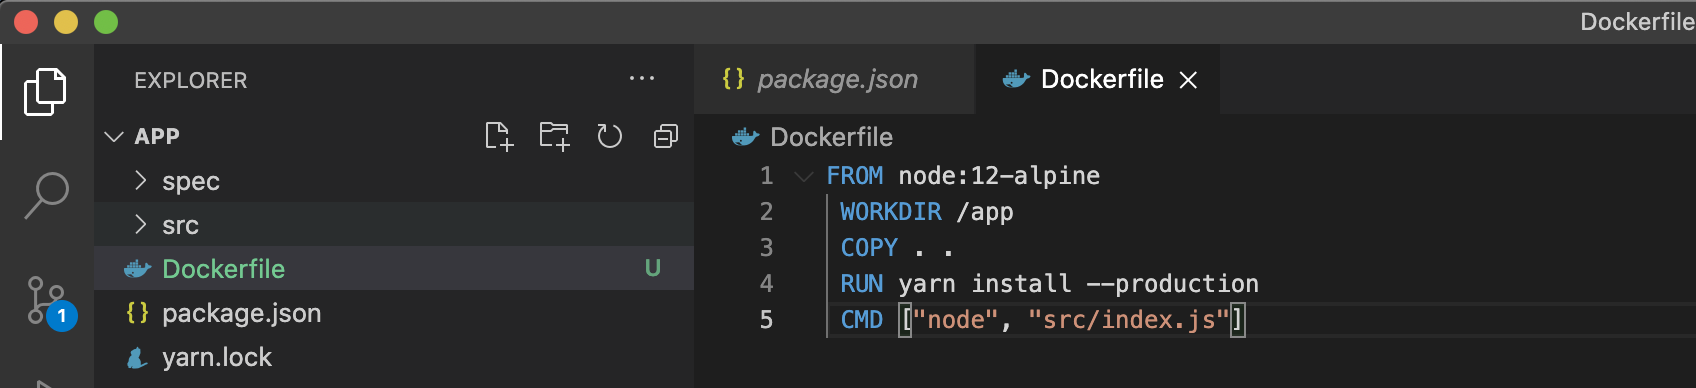 Dockerfile
EXPLORER
APP
spec
src
Dockerfile U
package.json
yarn.lock
1
{} package.json
Dockerfile
Dockerfile
1 FROM node:12-alpine
2 WORKDIR /app
3 COPY . .
4 RUN yarn install --production
5 CMD ["node", "src/index.js"]